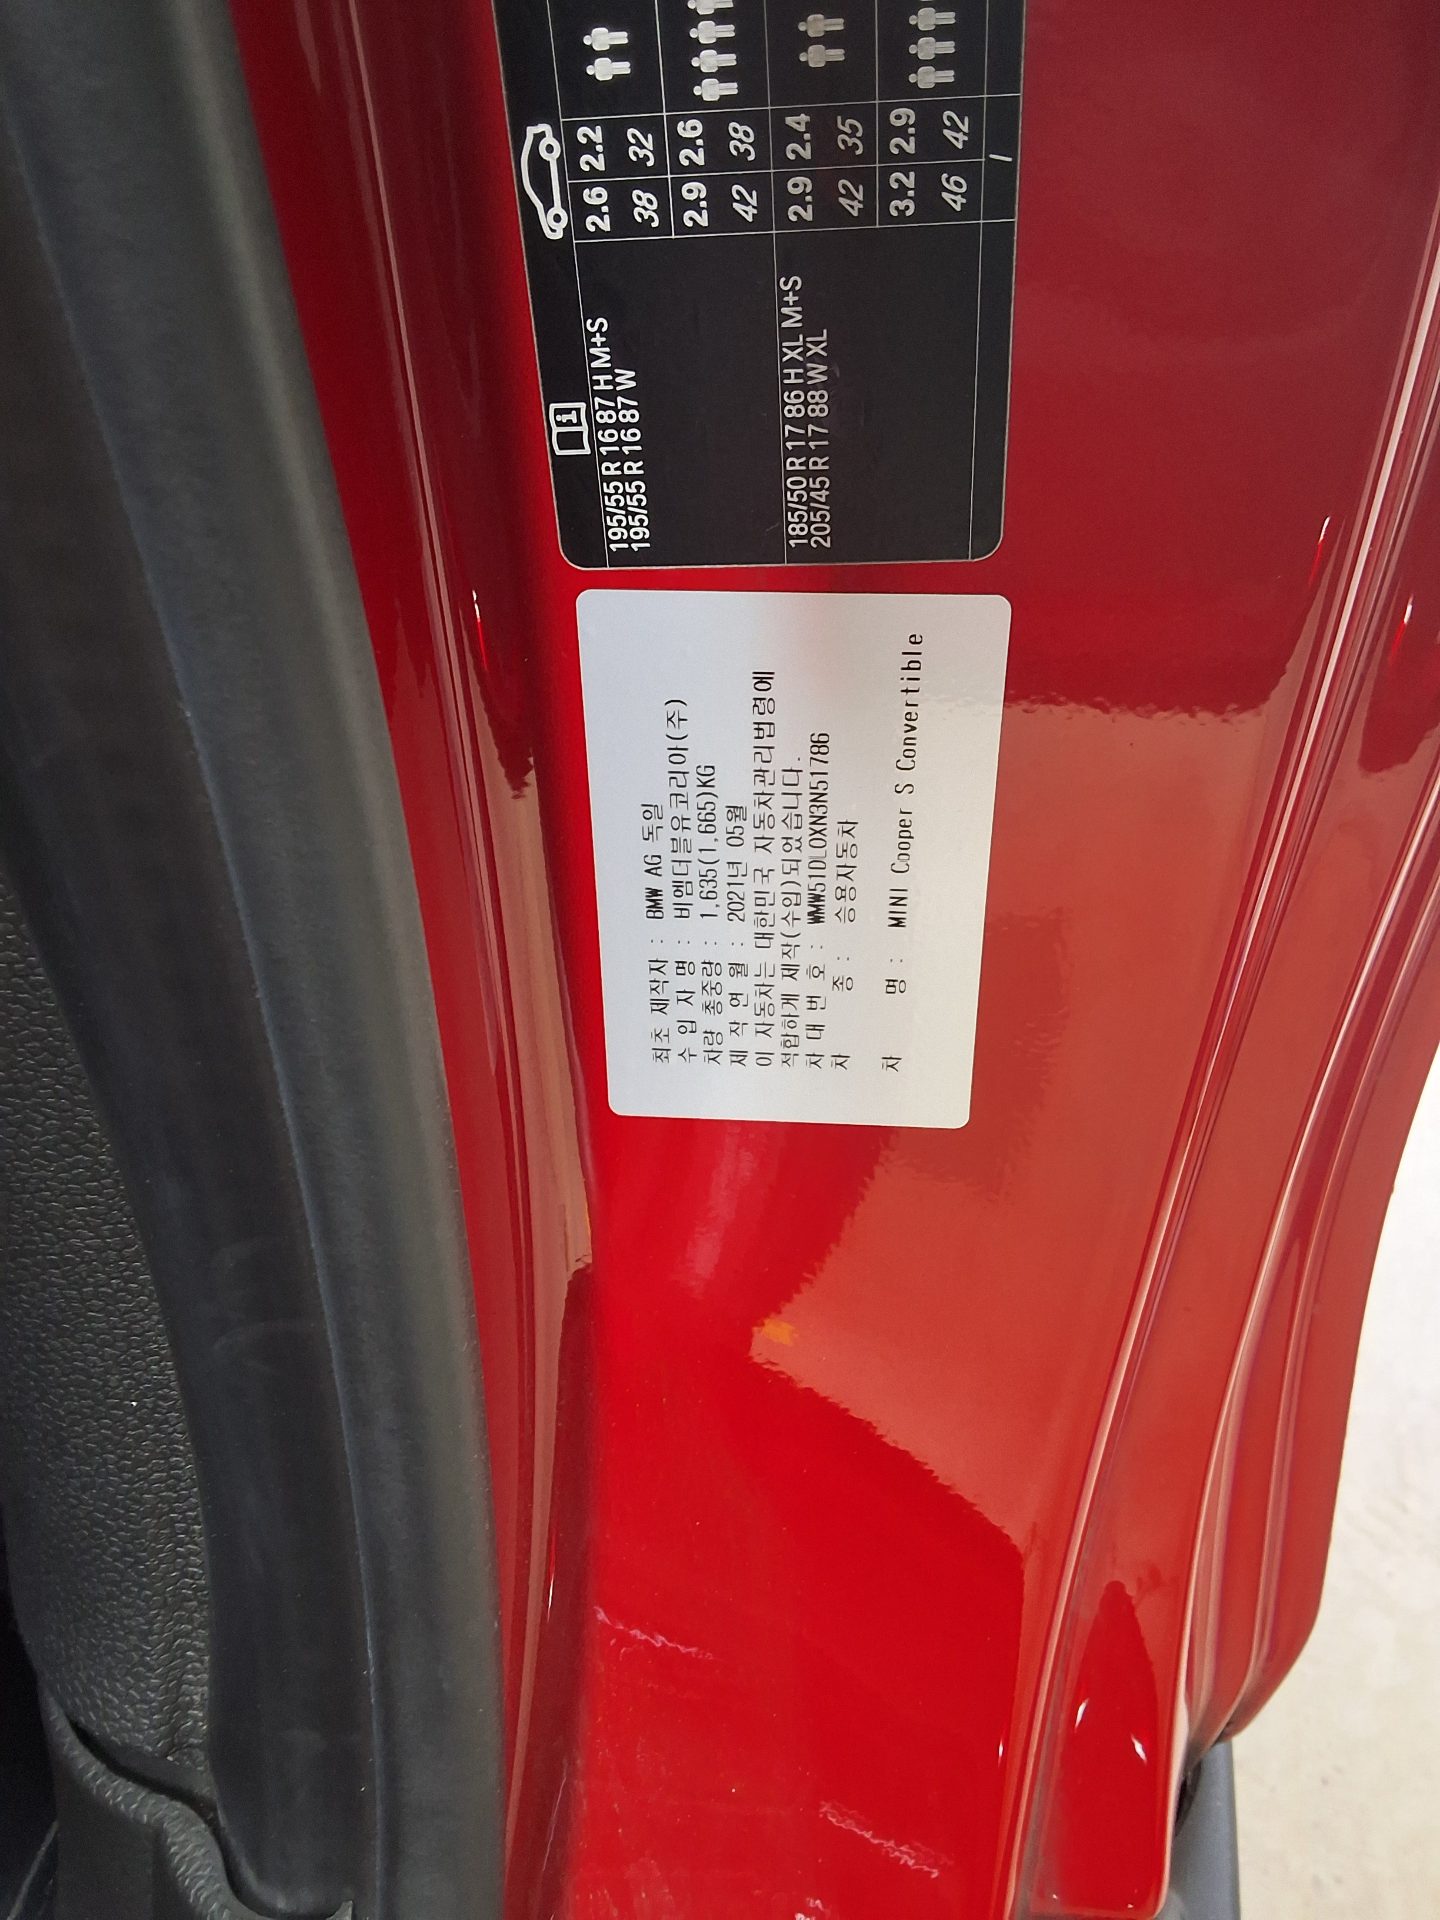 최초 제작자 : BMW AG 독일
수 입 자 명 : 비엠더블유코리아(주)
차량 총중량 : 1,635(1,665)KG
제 작 연 월 : 2021년 05월
이 자동차는 대한민국 자동차관리법령에
적합하게 제작(수입)되었습니다.
차 대 번 호 : WMW51DL0XN3N51786
차 종 : 승용자동차
차 명 : MINI Cooper S Convertible
i
195/55 R 16 87 H M+S
195/55 R 16 87 W
2.6 2.2
38 32
2.9 2.6
42 38
185/50 R 17 86 H XL M+S
205/45 R 17 88 W XL
2.9 2.4
42 35
3.2 2.9
46 42
/